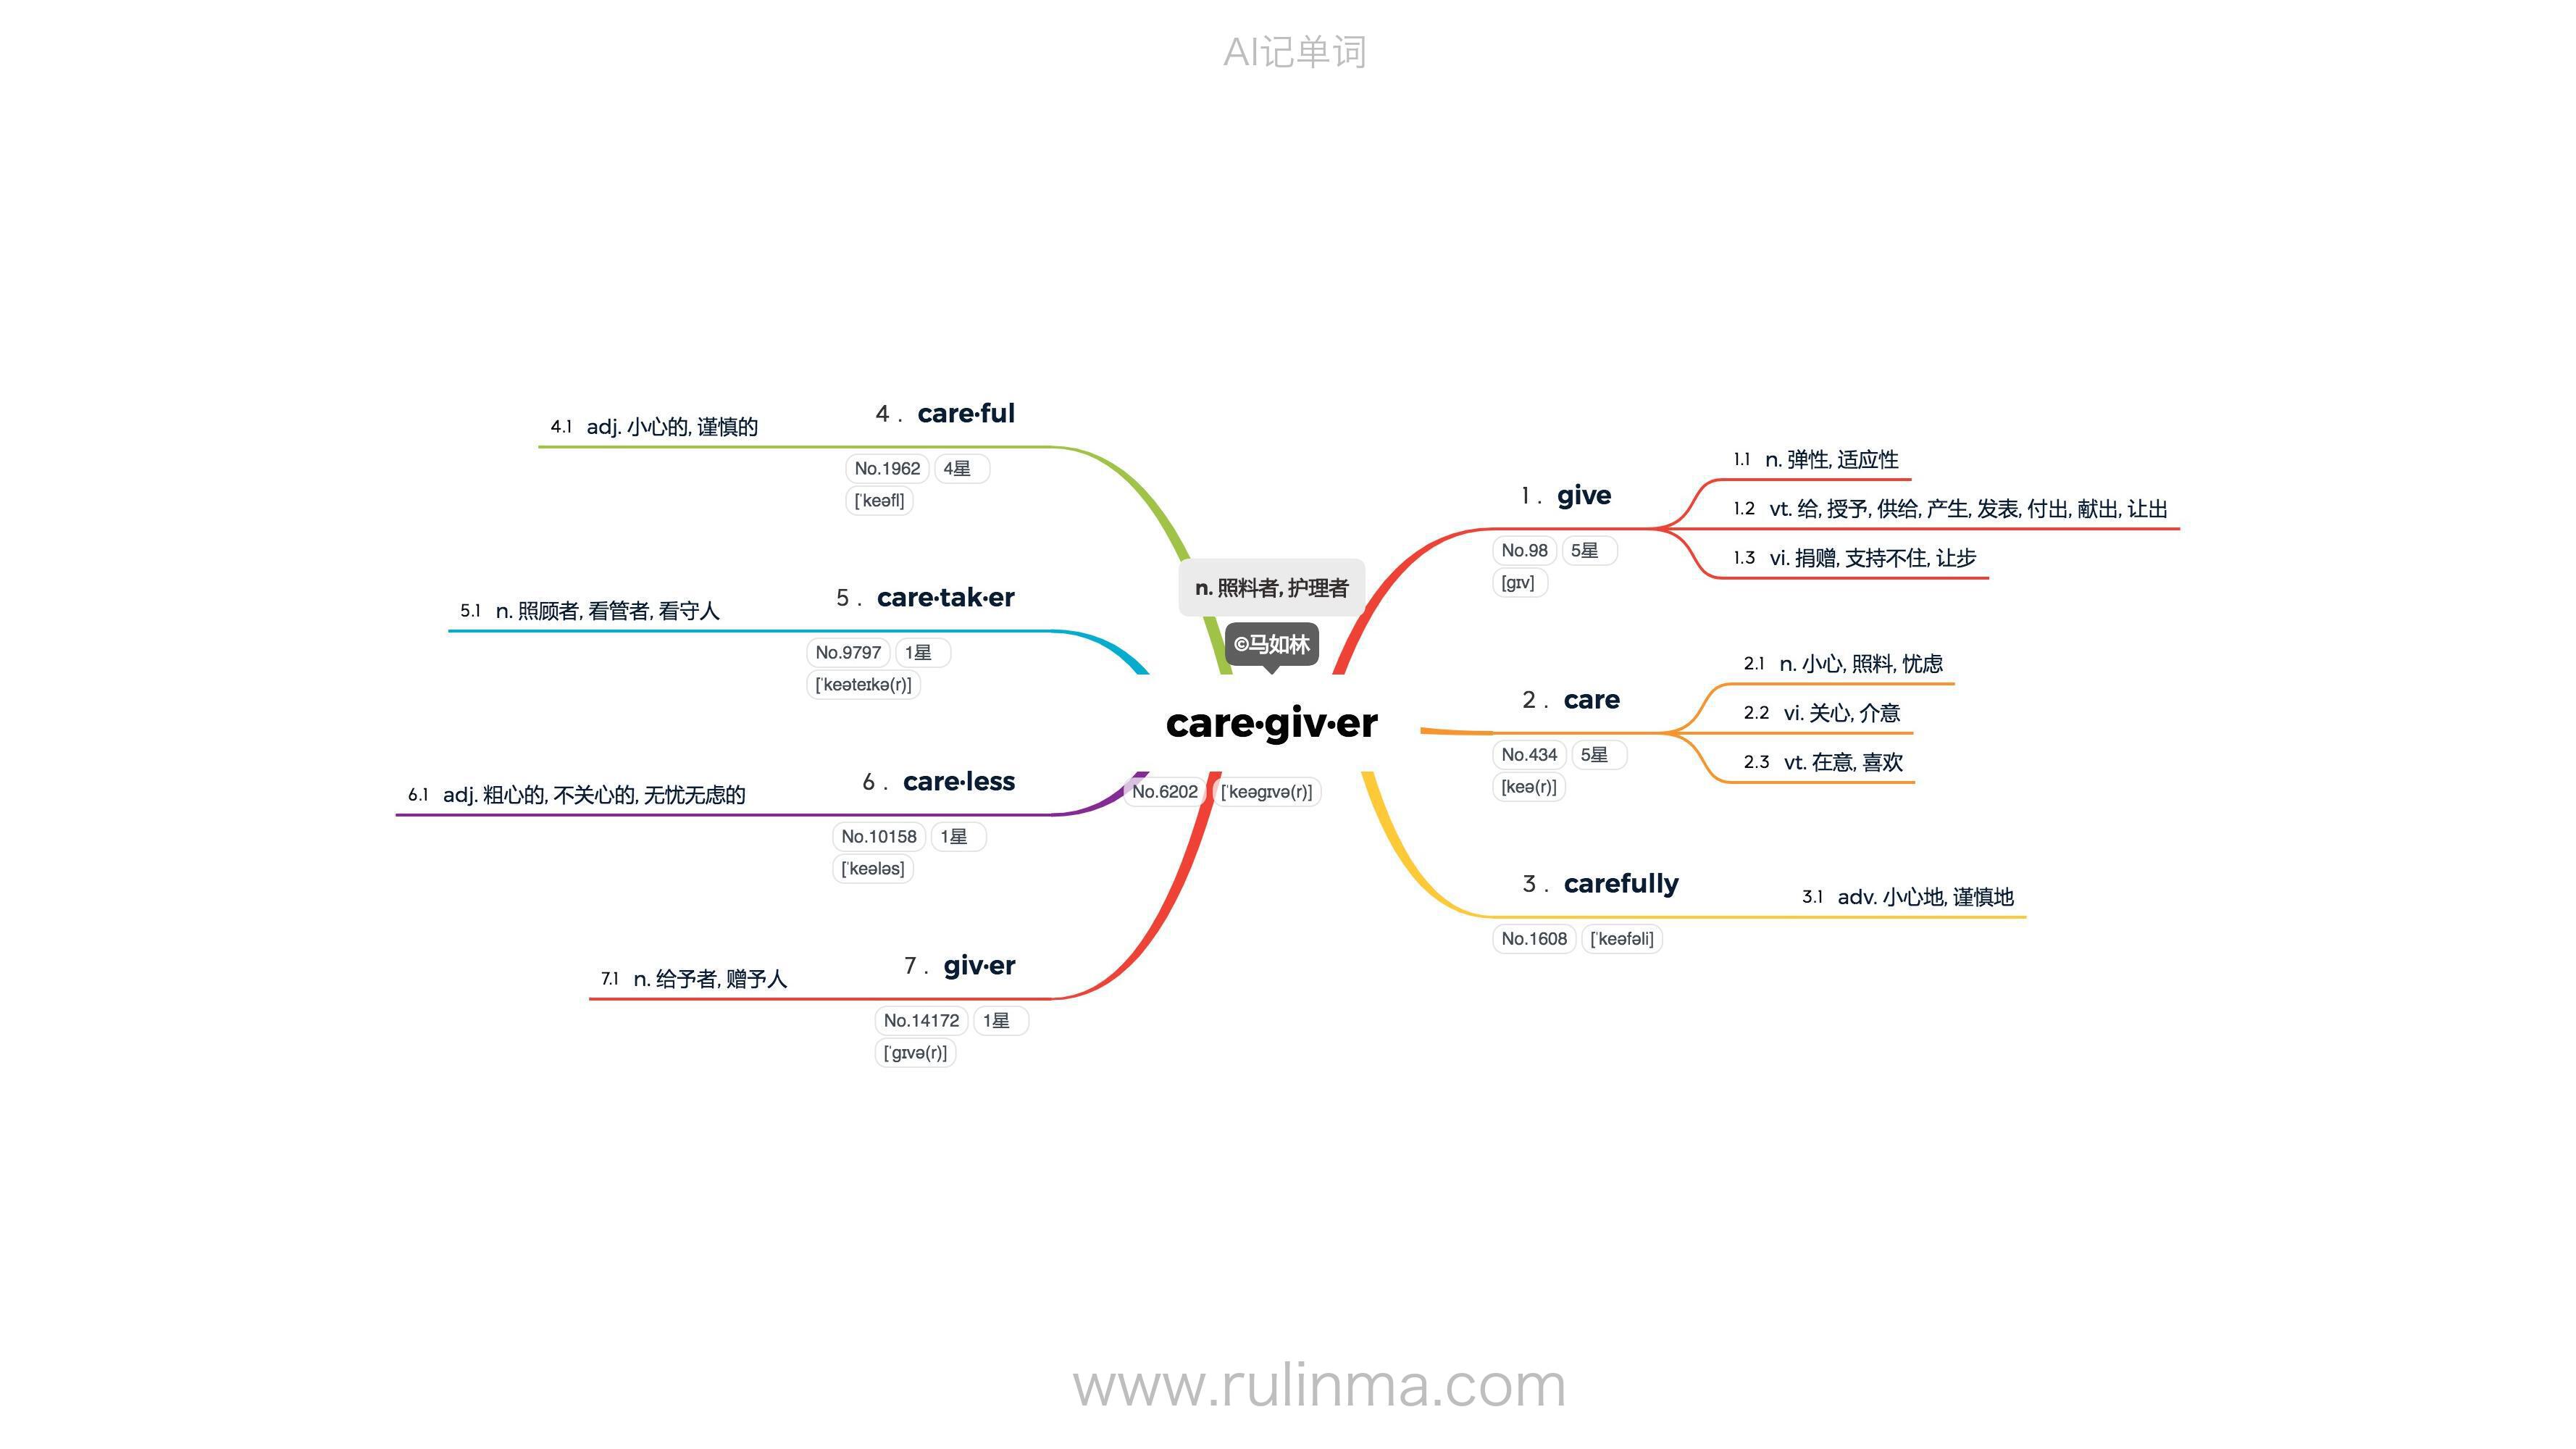 AI记单词
n. 照料者, 护理者
©马如林
care·giv·er
No.6202 [ˈkeəɡɪvə(r)]
1 . give
No.98 5星
[ɡɪv]
1.1 n. 弹性, 适应性
1.2 vt. 给, 授予, 供给, 产生, 发表, 付出, 献出, 让出
1.3 vi. 捐赠, 支持不住, 让步
2 . care
No.434 5星
[keə(r)]
2.1 n. 小心, 照料, 忧虑
2.2 vi. 关心, 介意
2.3 vt. 在意, 喜欢
3 . carefully
No.1608 [ˈkeəfəli]
3.1 adv. 小心地, 谨慎地
4 . care·ful
No.1962 4星
[ˈkeəfl]
4.1 adj. 小心的, 谨慎的
5 . care·tak·er
No.9797 1星
[ˈkeəteɪkə(r)]
5.1 n. 照顾者, 看管者, 看守人
6 . care·less
No.10158 1星
[ˈkeələs]
6.1 adj. 粗心的, 不关心的, 无忧无虑的
7 . giv·er
No.14172 1星
[ˈɡɪvə(r)]
7.1 n. 给予者, 赠予人
www.rulinma.com